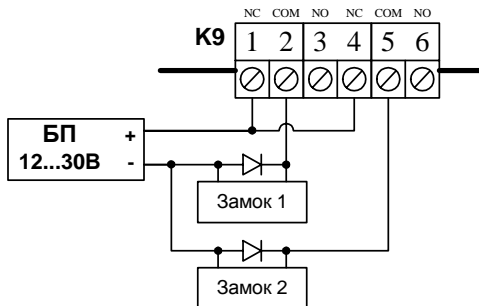 NC COM NO NC COM NO
K9 1 2 3 4 5 6
БП +
12...30В -
Замок 1
Замок 2